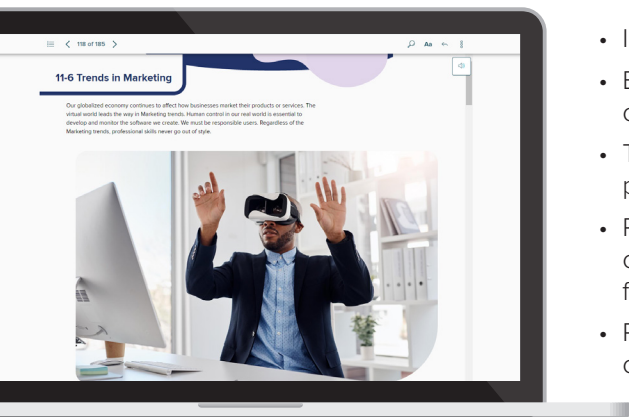 118 of 185
Aa
11-6 Trends in Marketing
Our globalized economy continues to affect how businesses market their products or services. The
virtual world leads the way in Marketing trends. Human control in our real world is essential to
develop and monitor the software we create. We must be responsible users. Regardless of the
Marketing trends, professional skills never go out of style.